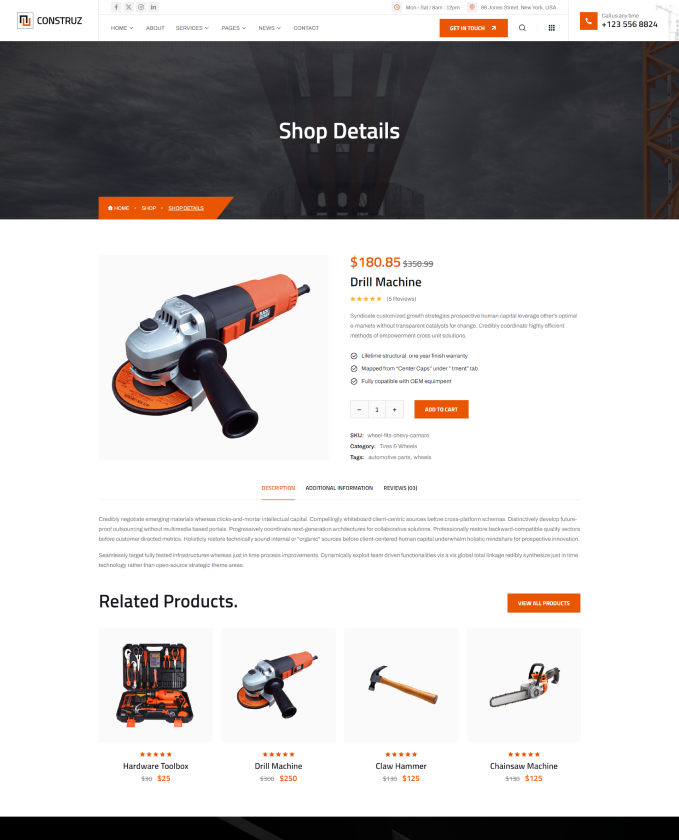 CONSTRUZ
Mon - Sat / 8am : 12pm
66 Jones Street, New York, USA
HOME
ABOUT
SERVICES
PAGES
NEWS
CONTACT
GET IN TOUCH
Call us any time
+123 556 8824
Shop Details
HOME • SHOP • SHOP DETAILS
$180.85 $350.99
Drill Machine
(5 Reviews)
Syndicate customized growth strategies prospective human capital leverage other's optimal
e-markets without transparent catalysts for change. Credibly coordinate highly efficient
methods of empowerment cross unit solutions.
Lifetime structural, one year finish warranty
Mapped from "Center Caps" under " tment" tab
Fully copatible with OEM equimpent
− 1 +
ADD TO CART
SKU: wheel-fits-chevy-camaro
Category: Tires & Wheels
Tags: automotive parts, wheels
DESCRIPTION
ADDITIONAL INFORMATION
REVIEWS (03)
Credibly negotiate emerging materials whereas clicks-and-mortar intellectual capital. Compellingly whiteboard client-centric sources before cross-platform schemas. Distinctively develop future-
proof outsourcing without multimedia based portals. Progressively coordinate next-generation architectures for collaborative solutions. Professionally restore backward-compatible quality vectors
before customer directed metrics. Holisticly restore technically sound internal or "organic" sources before client-centered human capital underwhelm holistic mindshare for prospective innovation.
Seamlessly target fully tested infrastructures whereas just in time process improvements. Dynamically exploit team driven functionalities vis a vis global total linkage redibly synthesize just in time
technology rather than open-source strategic theme areas.
Related Products.
VIEW ALL PRODUCTS
Hardware Toolbox
$30 $25
Drill Machine
$300 $250
Claw Hammer
$130 $125
Chainsaw Machine
$130 $125